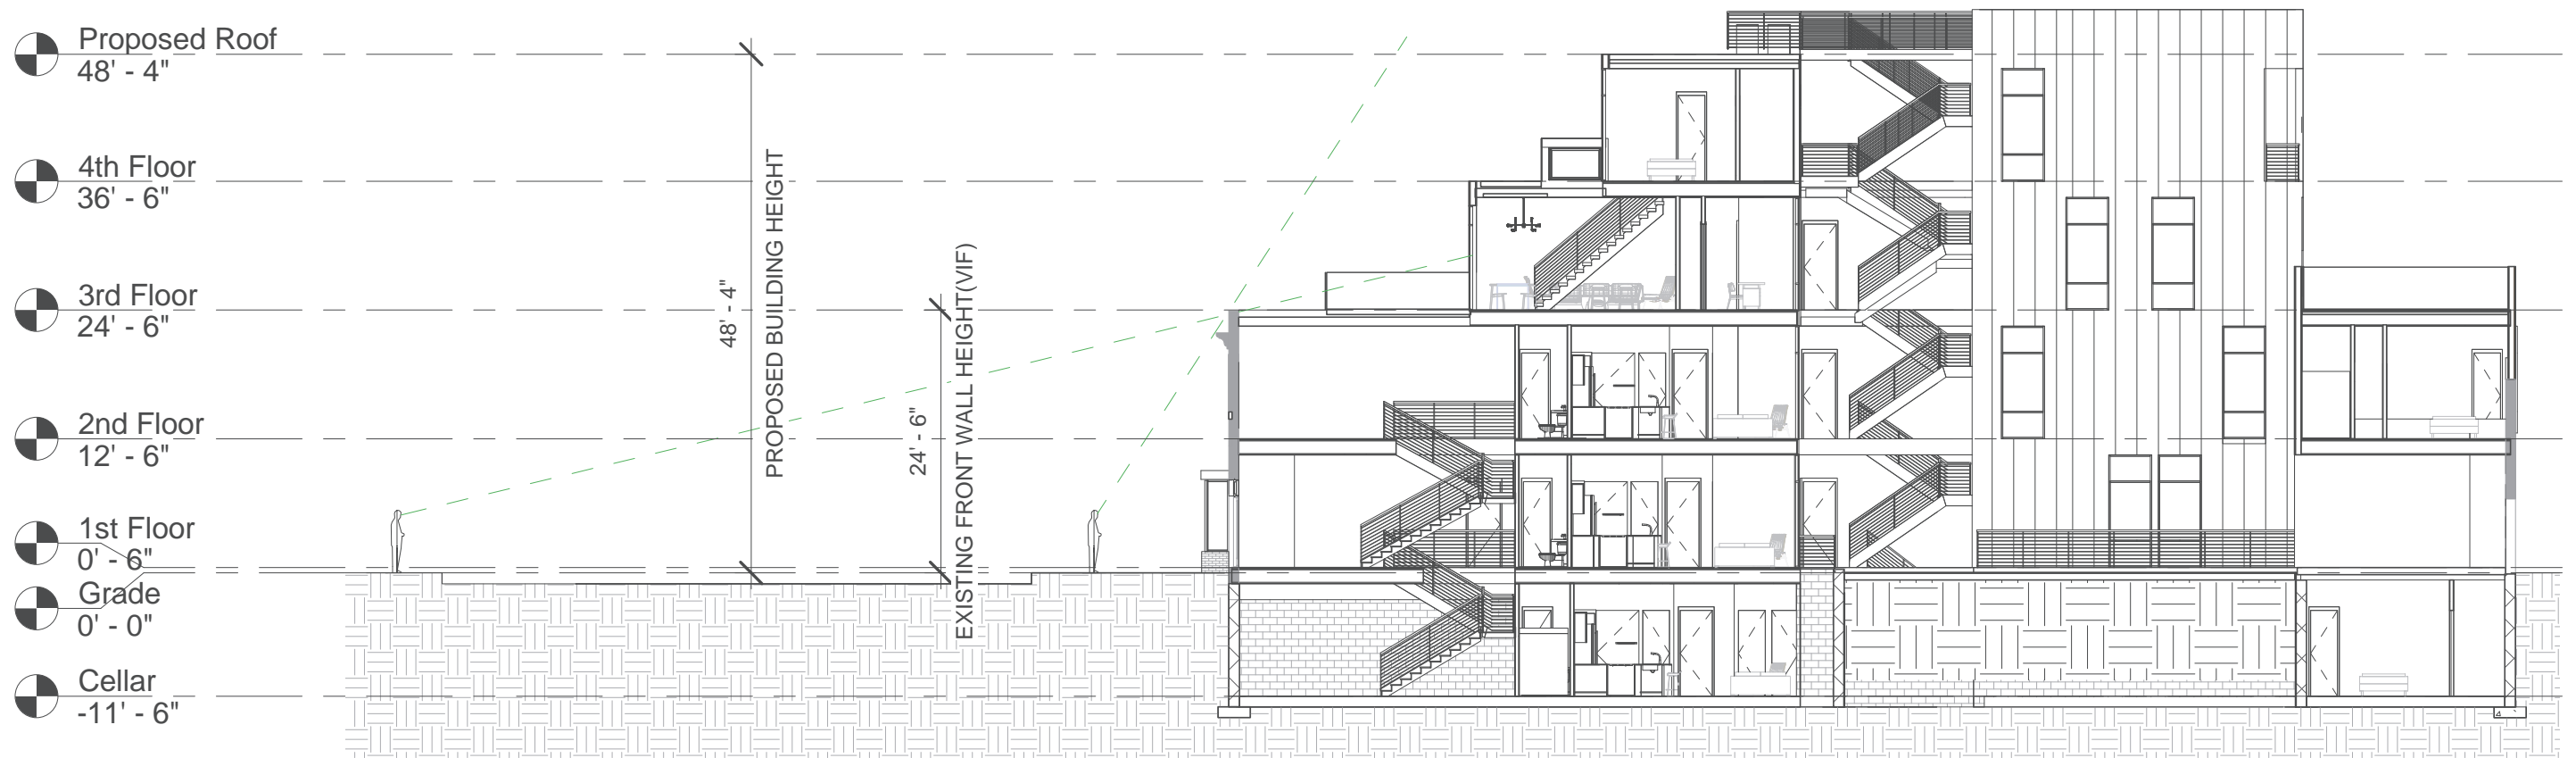 Proposed Roof
48' - 4"
4th Floor
36' - 6"
3rd Floor
24' - 6"
2nd Floor
12' - 6"
1st Floor
0' - 6"
Grade
0' - 0"
Cellar
-11' - 6"
48' - 4"
PROPOSED BUILDING HEIGHT
24' - 6"
EXISTING FRONT WALL HEIGHT(VIF)